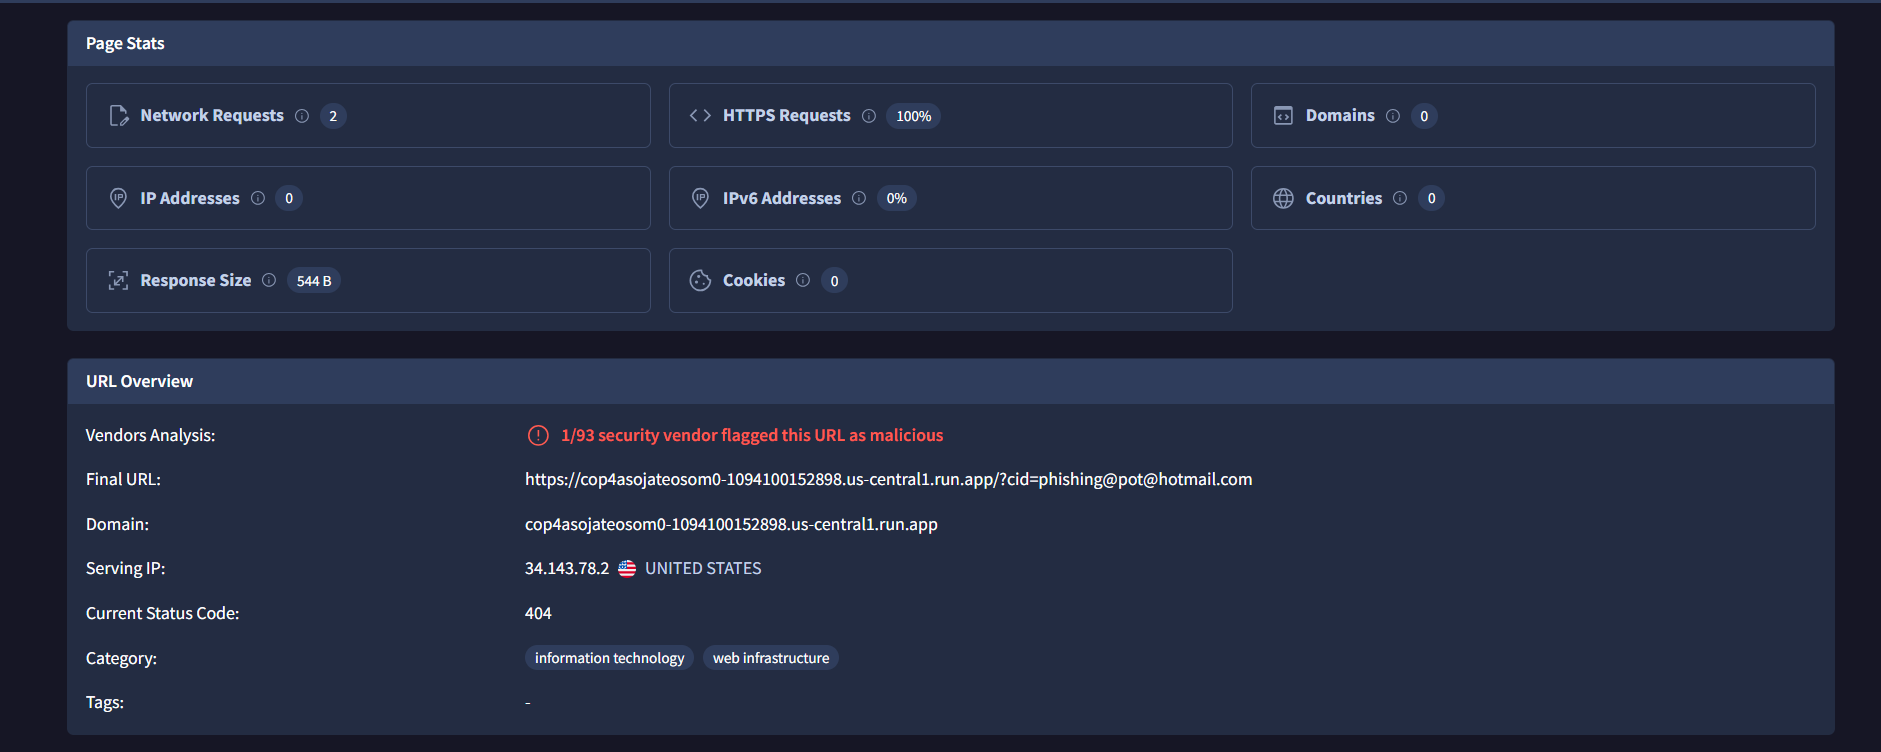 Page Stats
Network Requests 2
HTTPS Requests 100%
Domains 0
IP Addresses 0
IPv6 Addresses 0%
Countries 0
Response Size 544 B
Cookies 0
URL Overview
Vendors Analysis: 1/93 security vendor flagged this URL as malicious
Final URL: https://cop4asojateosom0-1094100152898.us-central1.run.app/?cid=phishing@pot@hotmail.com
Domain: cop4asojateosom0-1094100152898.us-central1.run.app
Serving IP: 34.143.78.2 UNITED STATES
Current Status Code: 404
Category: information technology web infrastructure
Tags: -